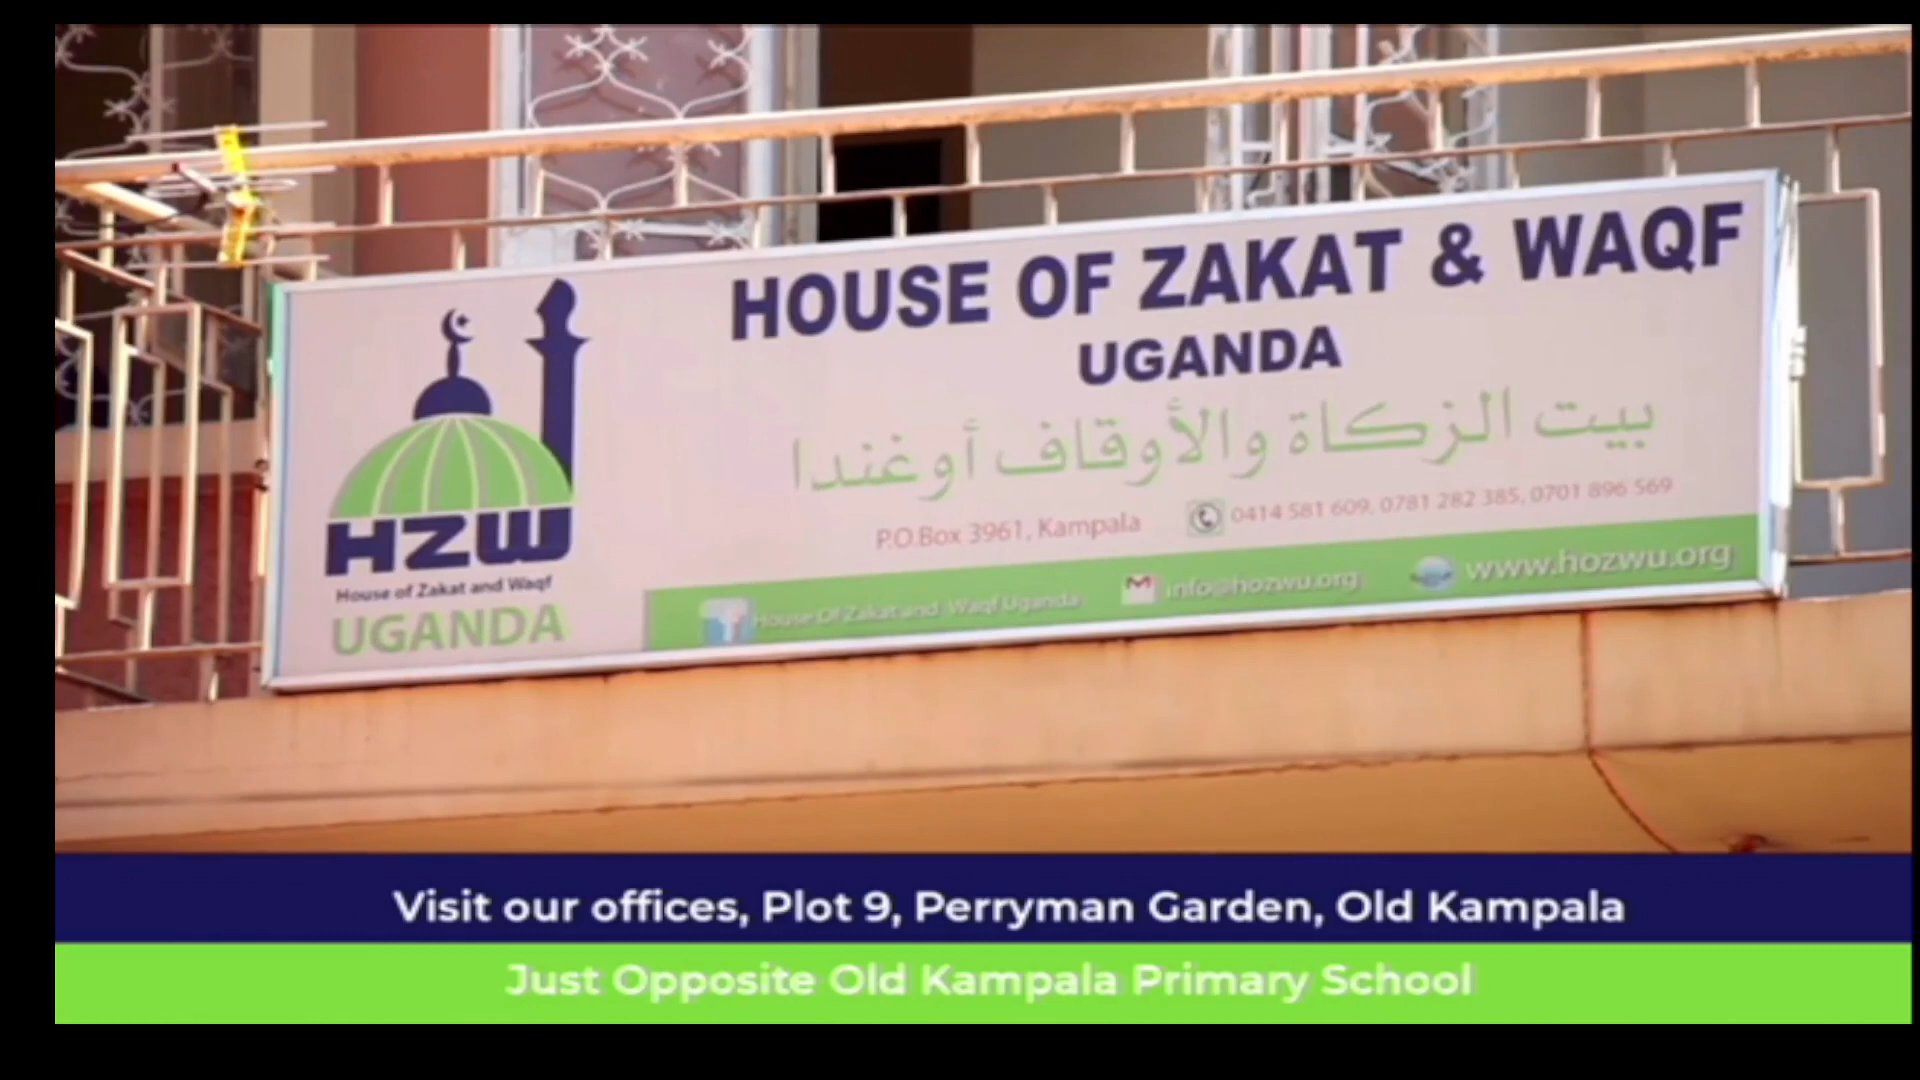 HOUSE OF ZAKAT & WAQF
UGANDA
بيت الزكاة والأوقاف أوغندا
P.O.Box 3961, Kampala 0414 581 609, 0781 282 385, 0701 896 569
House Of Zakat and Waqf Uganda info@hozwu.org www.hozwu.org
HZW
House of Zakat and Waqf
UGANDA
Visit our offices, Plot 9, Perryman Garden, Old Kampala
Just Opposite Old Kampala Primary School